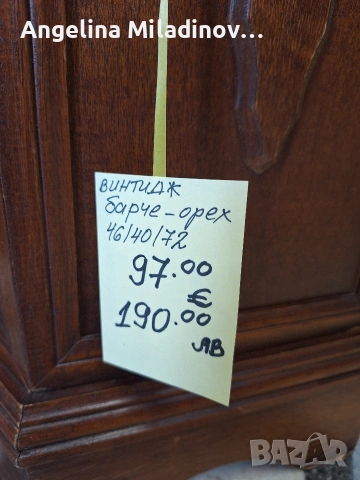 Angelina Miladinov...
ВИНТИДЖ
барче - орех
46/40/72
97.00
€
190.00
ЛВ
BAZAR